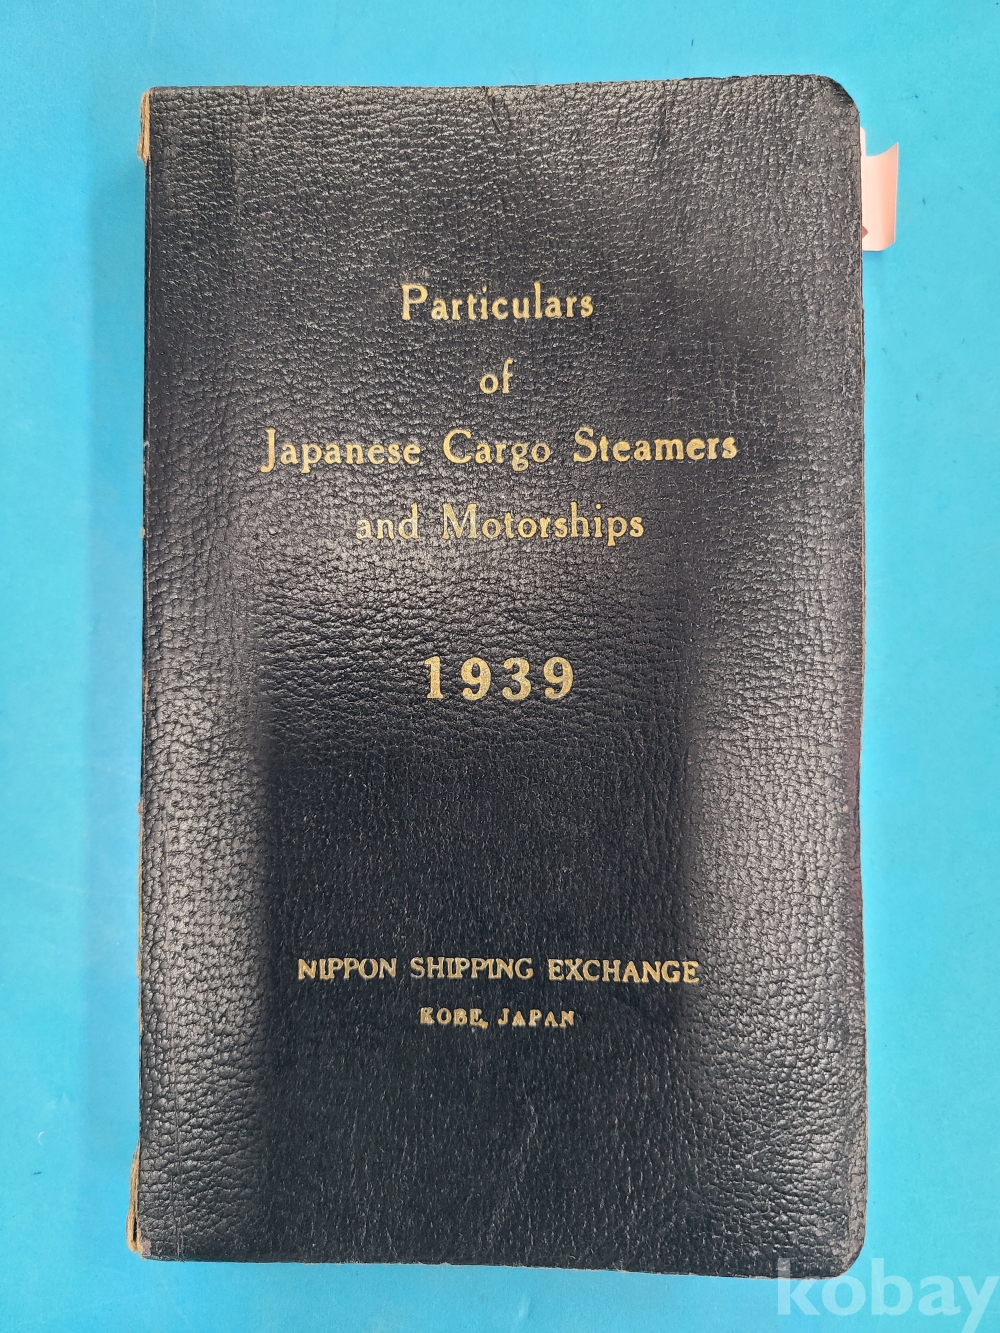 Particulars
of
Japanese Cargo Steamers
and Motorships
1939
NIPPON SHIPPING EXCHANGE
KOBE, JAPAN
kobay